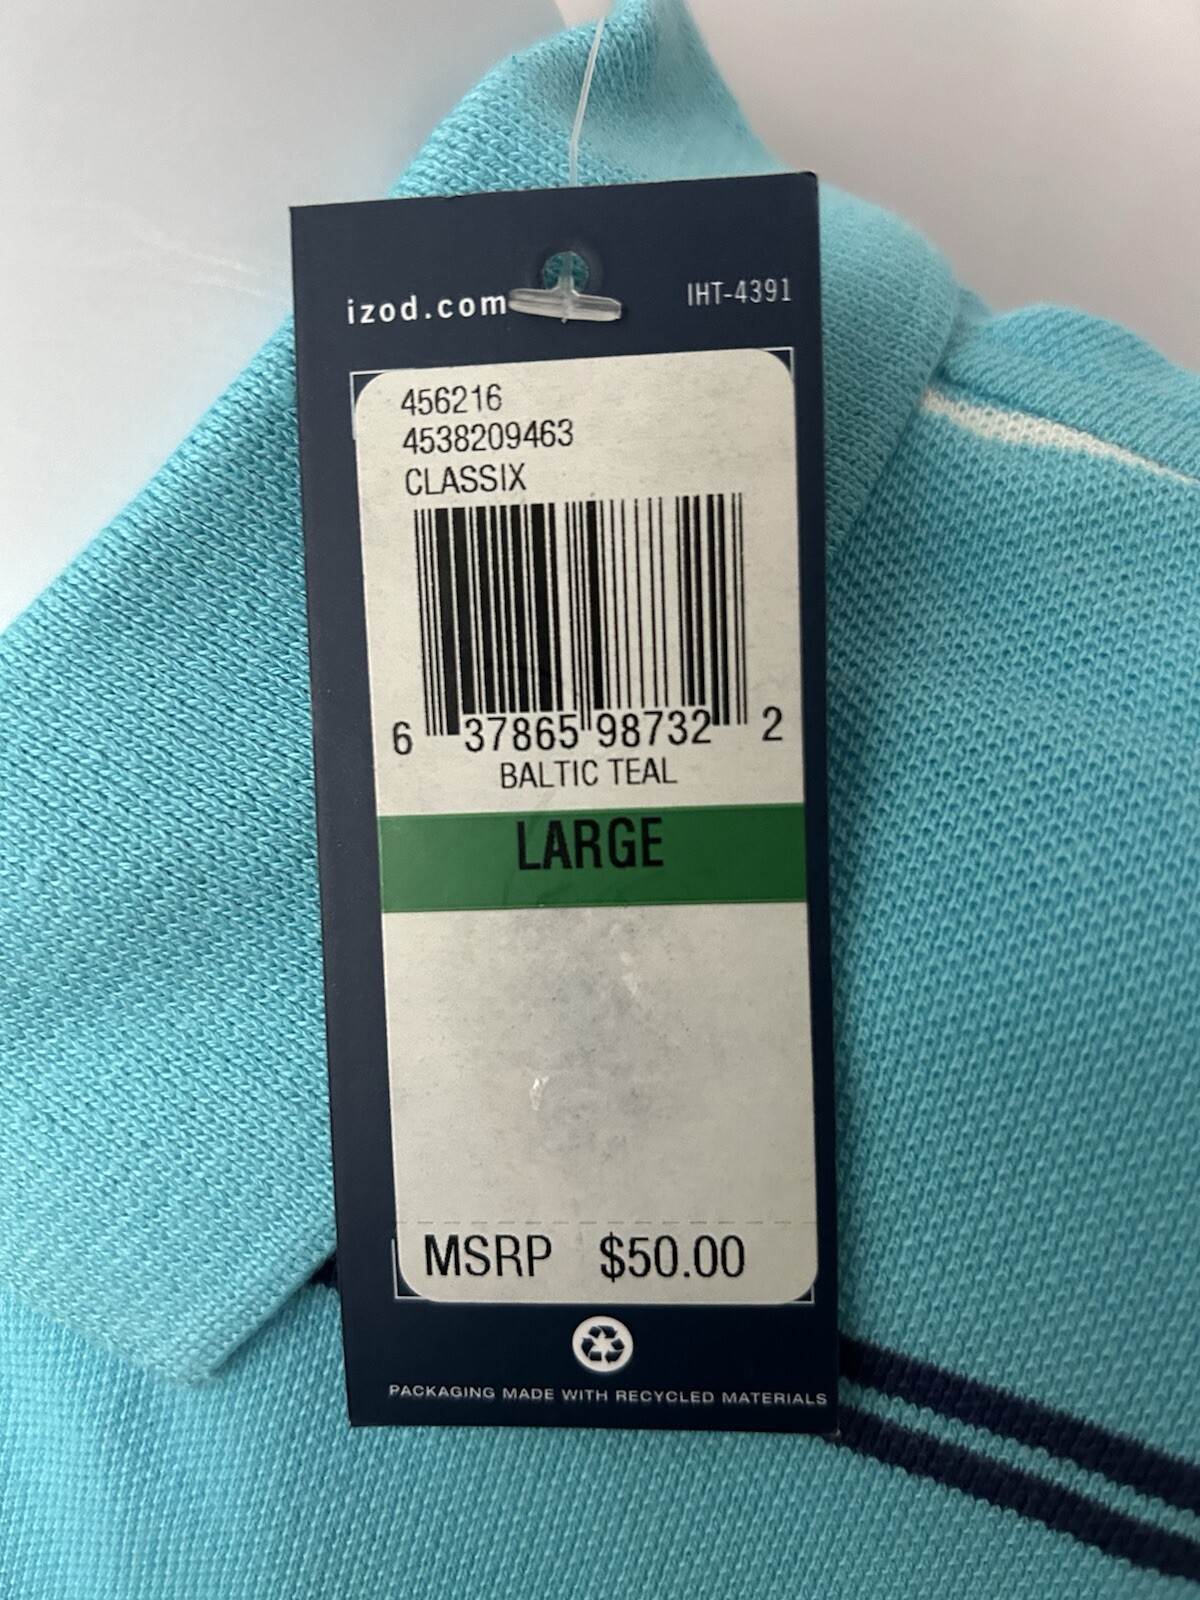 izod.com
IHT-4391
456216
4538209463
CLASSIX
6 37865 98732 2
BALTIC TEAL
LARGE
MSRP $50.00
PACKAGING MADE WITH RECYCLED MATERIALS